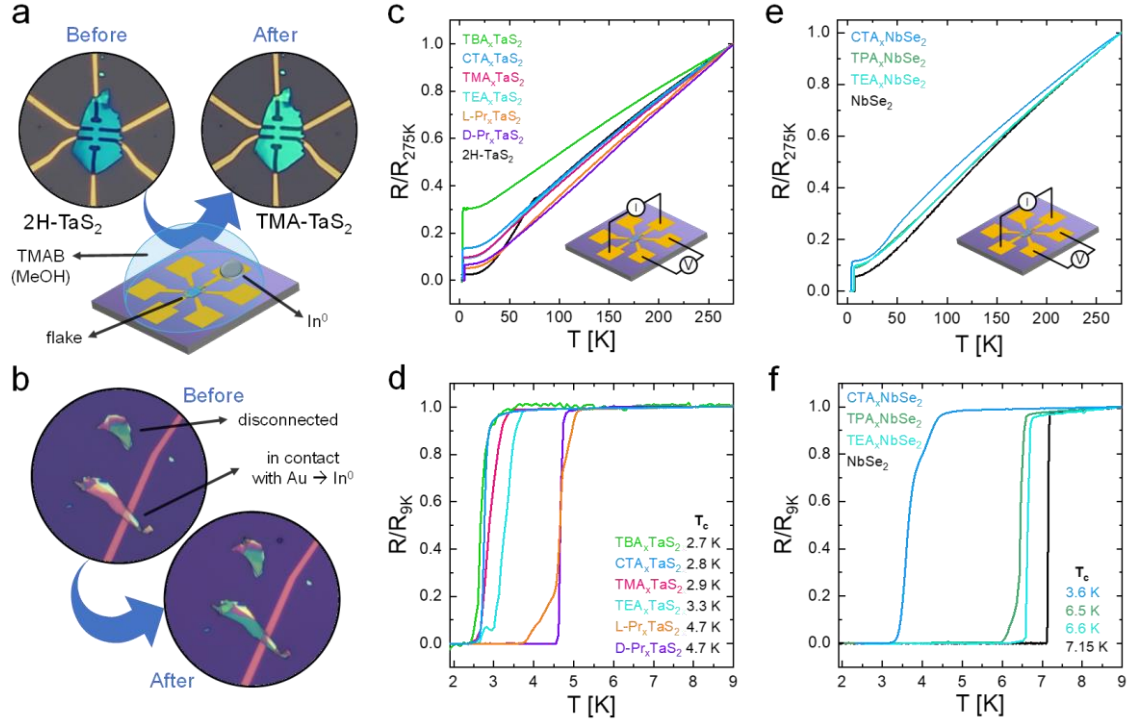 a
Before
After
2H-TaS₂
TMA-TaS₂
TMAB
(MeOH)
flake
In⁰
b
Before
disconnected
in contact
with Au → In⁰
After
c
R/R₂₇₅K
1.0
0.8
0.6
0.4
0.2
0.0
TBAₓTaS₂
CTAₓTaS₂
TMAₓTaS₂
TEAₓTaS₂
L-PrₓTaS₂
D-PrₓTaS₂
2H-TaS₂
I
V
0 50 100 150 200 250
T [K]
d
R/R₉K
1.0
0.8
0.6
0.4
0.2
0.0
T_c
TBAₓTaS₂ 2.7 K
CTAₓTaS₂ 2.8 K
TMAₓTaS₂ 2.9 K
TEAₓTaS₂ 3.3 K
L-PrₓTaS₂ 4.7 K
D-PrₓTaS₂ 4.7 K
2 3 4 5 6 7 8 9
T [K]
e
R/R₂₇₅K
1.0
0.8
0.6
0.4
0.2
0.0
CTAₓNbSe₂
TPAₓNbSe₂
TEAₓNbSe₂
NbSe₂
I
V
0 50 100 150 200 250
T [K]
f
R/R₉K
1.0
0.8
0.6
0.4
0.2
0.0
CTAₓNbSe₂
TPAₓNbSe₂
TEAₓNbSe₂
NbSe₂
T_c
3.6 K
6.5 K
6.6 K
7.15 K
2 3 4 5 6 7 8 9
T [K]